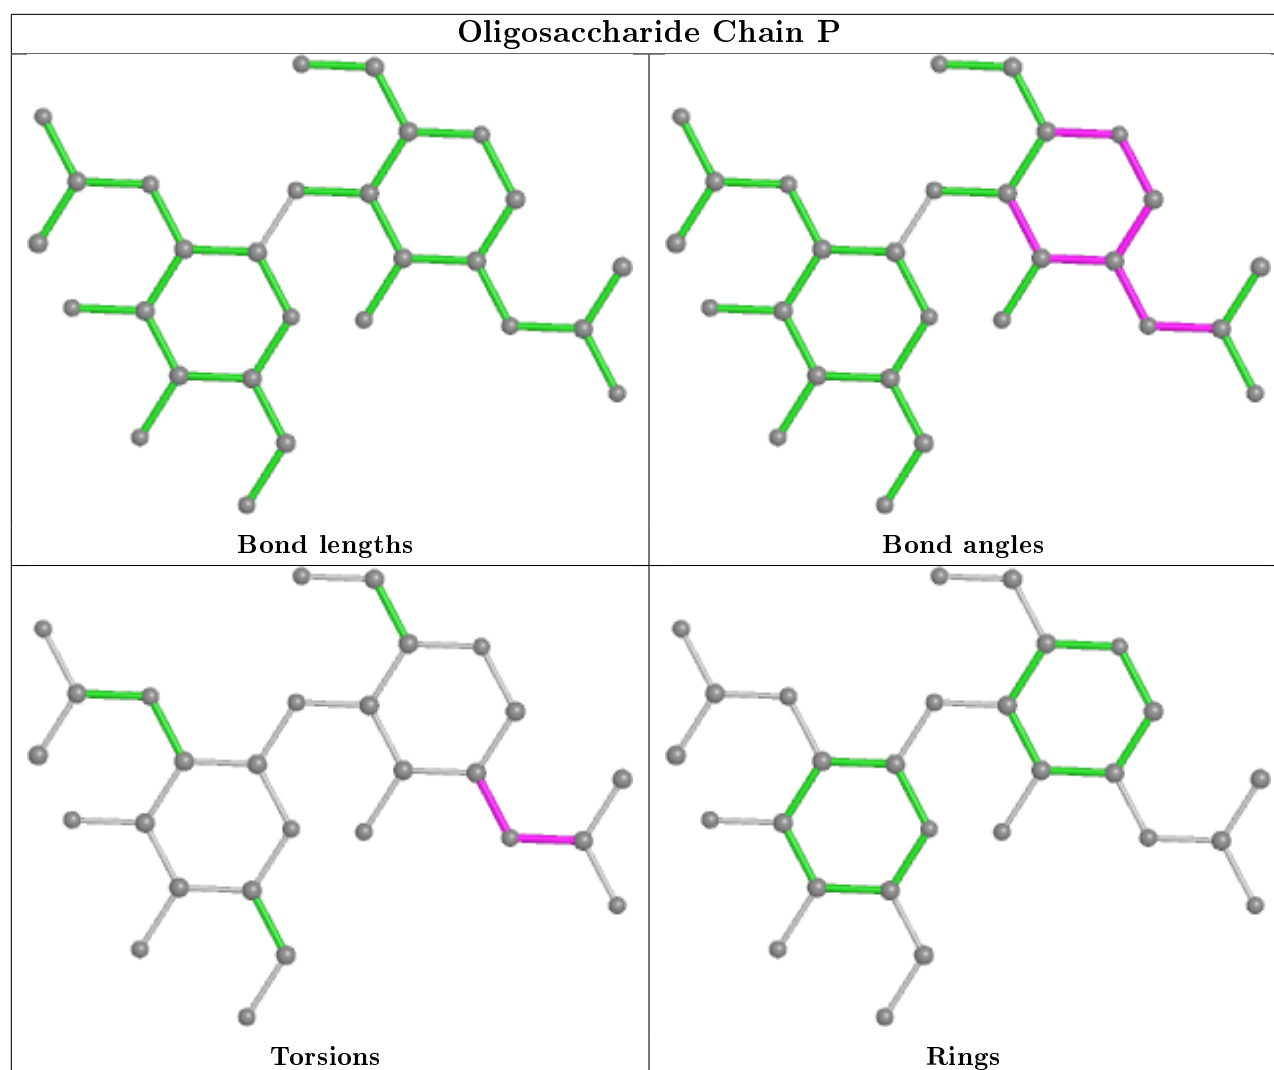 Oligosaccharide Chain P
Bond lengths
Bond angles
Torsions
Rings